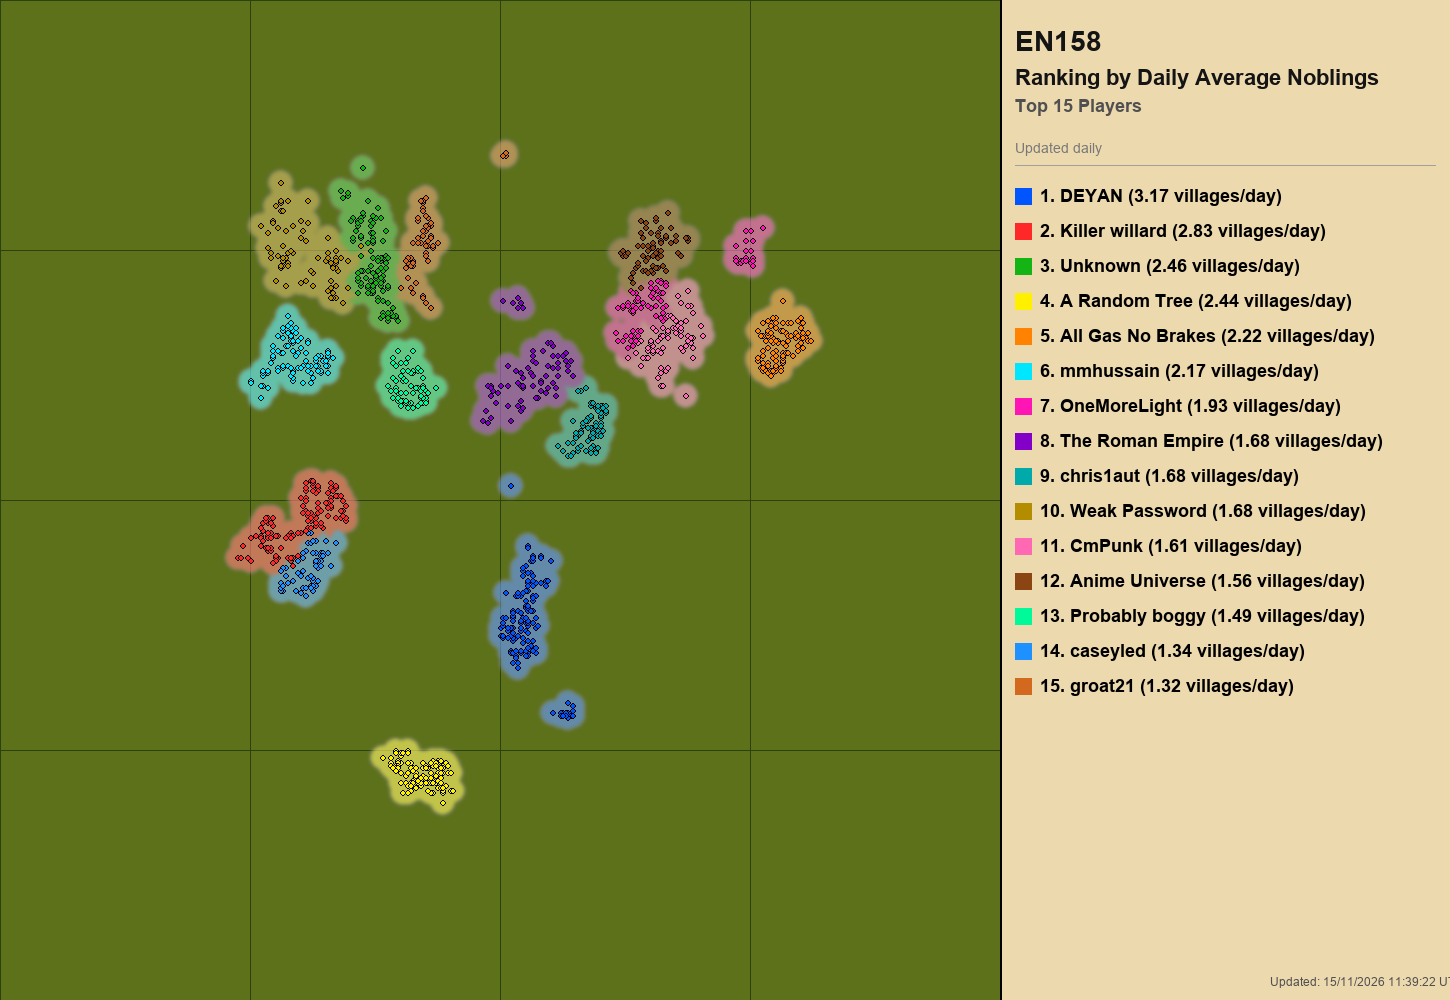 EN158
Ranking by Daily Average Noblings
Top 15 Players
Updated daily
1. DEYAN (3.17 villages/day)
2. Killer willard (2.83 villages/day)
3. Unknown (2.46 villages/day)
4. A Random Tree (2.44 villages/day)
5. All Gas No Brakes (2.22 villages/day)
6. mmhussain (2.17 villages/day)
7. OneMoreLight (1.93 villages/day)
8. The Roman Empire (1.68 villages/day)
9. chris1aut (1.68 villages/day)
10. Weak Password (1.68 villages/day)
11. CmPunk (1.61 villages/day)
12. Anime Universe (1.56 villages/day)
13. Probably boggy (1.49 villages/day)
14. caseyled (1.34 villages/day)
15. groat21 (1.32 villages/day)
Updated: 15/11/2026 11:39:22